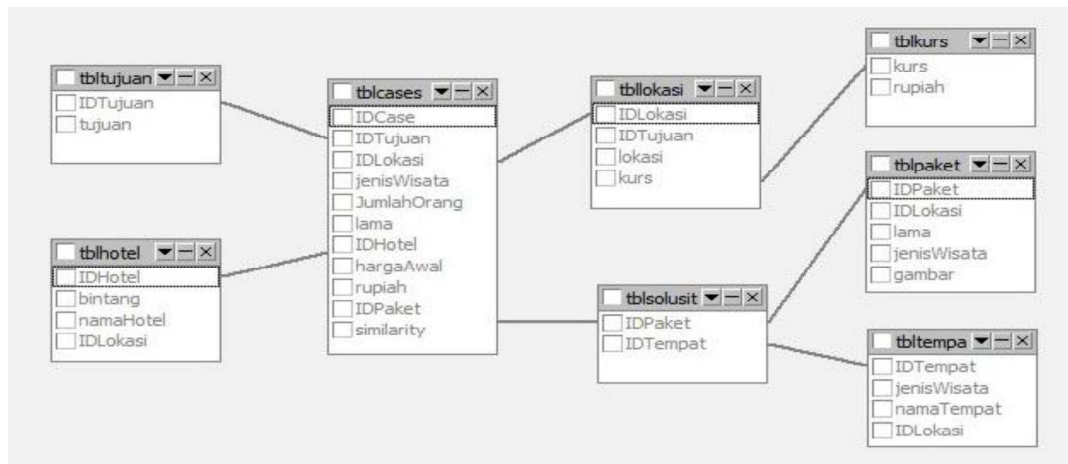 tbltujuan
IDTujuan
tujuan
tblhotel
IDHotel
bintang
namaHotel
IDLokasi
tblcases
IDCase
IDTujuan
IDLokasi
jenisWisata
JumlahOrang
lama
IDHotel
hargaAwal
rupiah
IDPaket
similarity
tbllokasi
IDLokasi
IDTujuan
lokasi
kurs
tblsolusit
IDPaket
IDTempat
tblkurs
kurs
rupiah
tblpaket
IDPaket
IDLokasi
lama
jenisWisata
gambar
tbltempa
IDTempat
jenisWisata
namaTempat
IDLokasi